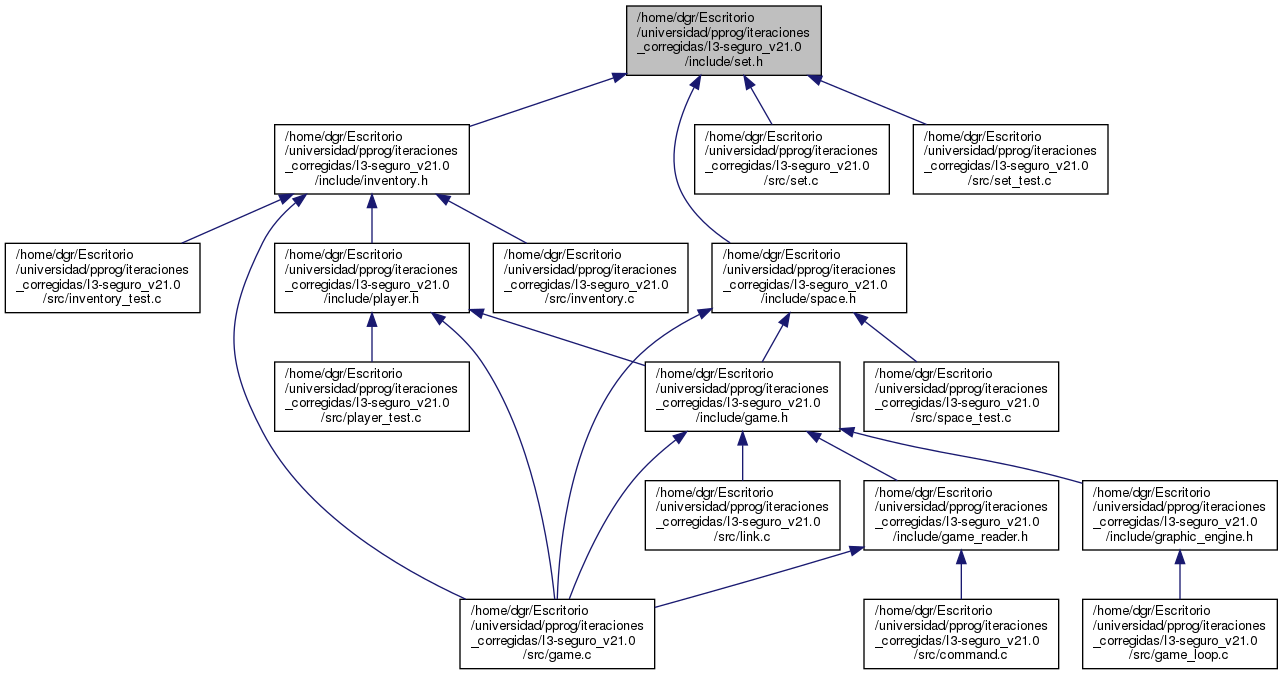 /home/dgr/Escritorio
/universidad/pprog/iteraciones
_corregidas/I3-seguro_v21.0
/include/set.h
/home/dgr/Escritorio
/universidad/pprog/iteraciones
_corregidas/I3-seguro_v21.0
/include/inventory.h
/home/dgr/Escritorio
/universidad/pprog/iteraciones
_corregidas/I3-seguro_v21.0
/src/set.c
/home/dgr/Escritorio
/universidad/pprog/iteraciones
_corregidas/I3-seguro_v21.0
/src/set_test.c
/home/dgr/Escritorio
/universidad/pprog/iteraciones
_corregidas/I3-seguro_v21.0
/src/inventory_test.c
/home/dgr/Escritorio
/universidad/pprog/iteraciones
_corregidas/I3-seguro_v21.0
/include/player.h
/home/dgr/Escritorio
/universidad/pprog/iteraciones
_corregidas/I3-seguro_v21.0
/src/inventory.c
/home/dgr/Escritorio
/universidad/pprog/iteraciones
_corregidas/I3-seguro_v21.0
/include/space.h
/home/dgr/Escritorio
/universidad/pprog/iteraciones
_corregidas/I3-seguro_v21.0
/src/player_test.c
/home/dgr/Escritorio
/universidad/pprog/iteraciones
_corregidas/I3-seguro_v21.0
/include/game.h
/home/dgr/Escritorio
/universidad/pprog/iteraciones
_corregidas/I3-seguro_v21.0
/src/space_test.c
/home/dgr/Escritorio
/universidad/pprog/iteraciones
_corregidas/I3-seguro_v21.0
/src/link.c
/home/dgr/Escritorio
/universidad/pprog/iteraciones
_corregidas/I3-seguro_v21.0
/include/game_reader.h
/home/dgr/Escritorio
/universidad/pprog/iteraciones
_corregidas/I3-seguro_v21.0
/include/graphic_engine.h
/home/dgr/Escritorio
/universidad/pprog/iteraciones
_corregidas/I3-seguro_v21.0
/src/game.c
/home/dgr/Escritorio
/universidad/pprog/iteraciones
_corregidas/I3-seguro_v21.0
/src/command.c
/home/dgr/Escritorio
/universidad/pprog/iteraciones
_corregidas/I3-seguro_v21.0
/src/game_loop.c